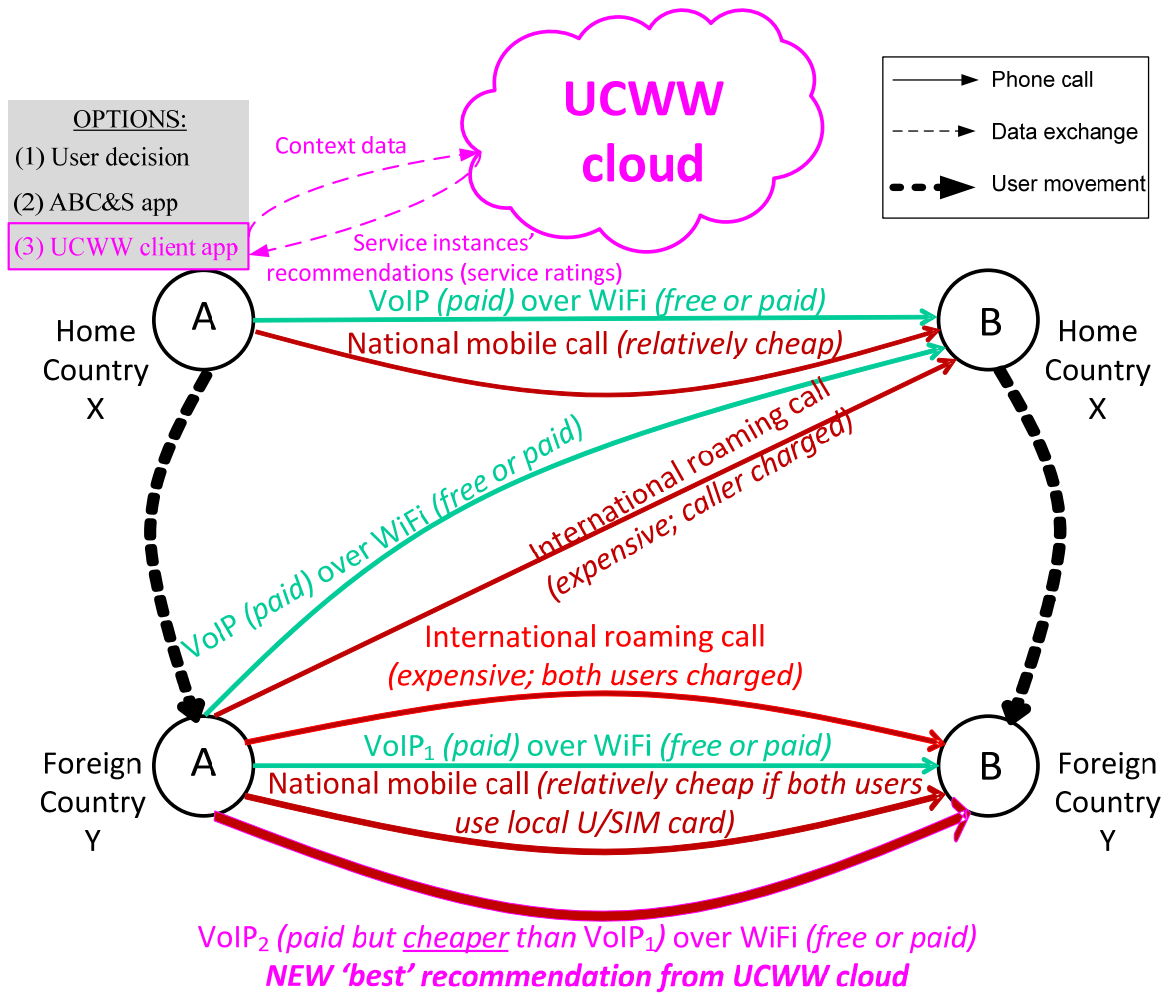 UCWW
cloud
Phone call
Data exchange
User movement
OPTIONS:
(1) User decision
(2) ABC&S app
(3) UCWW client app
Context data
Service instances’
recommendations (service ratings)
A
B
Home
Country
X
Home
Country
X
VoIP (paid) over WiFi (free or paid)
National mobile call (relatively cheap)
VoIP (paid) over WiFi (free or paid)
International roaming call
(expensive; caller charged)
International roaming call
(expensive; both users charged)
A
B
Foreign
Country
Y
Foreign
Country
Y
VoIP₁ (paid) over WiFi (free or paid)
National mobile call (relatively cheap if both users
use local U/SIM card)
VoIP₂ (paid but cheaper than VoIP₁) over WiFi (free or paid)
NEW ‘best’ recommendation from UCWW cloud